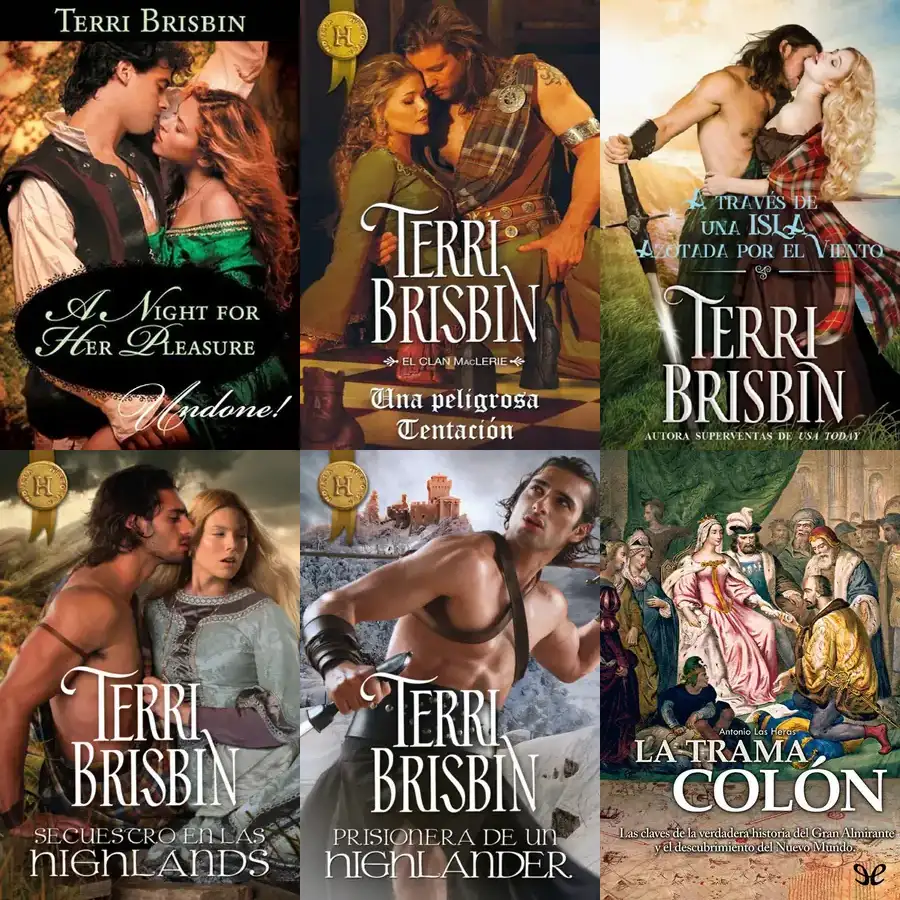 TERRI BRISBIN
A NIGHT FOR
HER PLEASURE
Undone!
H
TERRI
BRISBIN
EL CLAN MACLERIE
Una peligrosa
Tentación
A TRAVÉS DE
UNA ISLA
AZOTADA POR EL VIENTO
TERRI
BRISBIN
AUTORA SUPERVENTAS DE USA TODAY
H
TERRI
BRISBIN
SECUESTRO EN LAS
HIGHLANDS
H
TERRI
BRISBIN
PRISIONERA DE UN
HIGHLANDER
Antonio Las Heras
LA TRAMA
COLÓN
Las claves de la verdadera historia del Gran Almirante
y el descubrimiento del Nuevo Mundo.